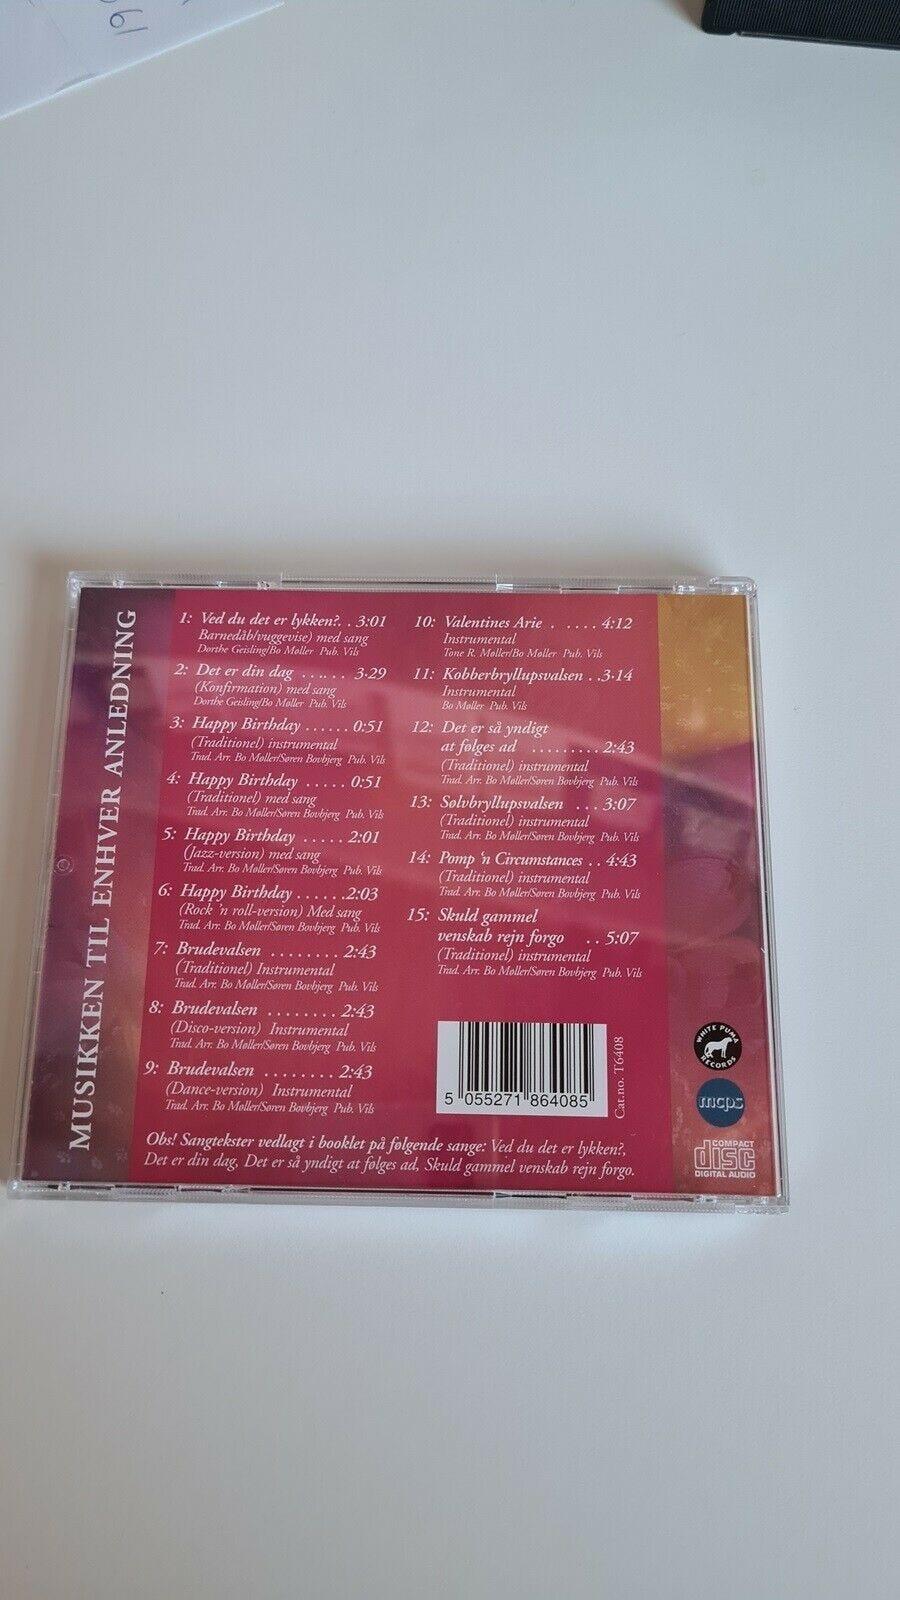 MUSIKKEN TIL ENHVER ANLEDNING
1: Ved du det er lykken?. . 3:01
Barnedåb/vuggevise) med sang
Dorthe Geisling/Bo Møller Pub. Vils
2: Det er din dag . . . . . 3·29
(Konfirmation) med sang
Dorthe Geisling/Bo Møller Pub. Vils
3: Happy Birthday . . . . . . 0:51
(Traditionel) instrumental
Trad. Arr. Bo Møller/Søren Bovbjerg Pub. Vils
4: Happy Birthday . . . . . 0:51
(Traditionel) med sang
Trad. Arr. Bo Møller/Søren Bovbjerg Pub. Vils
5: Happy Birthday . . . . . 2:01
(Jazz-version) med sang
Trad. Arr. Bo Møller/Søren Bovbjerg Pub. Vils
6: Happy Birthday . . . . . .2:03
(Rock 'n roll-version) Med sang
Trad. Arr. Bo Møller/Søren Bovbjerg Pub. Vils
7: Brudevalsen . . . . . . . . 2:43
(Traditionel) Instrumental
Trad. Arr. Bo Møller/Søren Bovbjerg Pub. Vils
8: Brudevalsen . . . . . . . . 2:43
(Disco-version) Instrumental
Trad. Arr. Bo Møller/Søren Bovbjerg Pub. Vils
9: Brudevalsen . . . . . . . . 2:43
(Dance-version) Instrumental
Trad. Arr. Bo Møller/Søren Bovbjerg Pub. Vils
10: Valentines Arie . . . . . 4:12
Instrumental
Tone R. Møller/Bo Møller Pub. Vils
11: Kobberbryllupsvalsen . .3·14
Instrumental
Bo Møller Pub. Vils
12: Det er så yndigt
at følges ad . . . . . . . . . 2:43
(Traditionel) instrumental
Trad. Arr. Bo Møller/Søren Bovbjerg Pub. Vils
13: Sølvbryllupsvalsen . . . 3:07
(Traditionel) instrumental
Trad. Arr. Bo Møller/Søren Bovbjerg Pub. Vils
14: Pomp 'n Circumstances . . 4:43
(Traditionel) instrumental
Trad. Arr. Bo Møller/Søren Bovbjerg Pub. Vils
15: Skuld gammel
venskab rejn forgo . . 5:07
(Traditionel) instrumental
Trad. Arr. Bo Møller/Søren Bovbjerg Pub. Vils
5 055271 864085
Cat.no. T6408
WHITE PUMA RECORDS
mcps
COMPACT
disc
DIGITAL AUDIO
Obs! Sangtekster vedlagt i booklet på følgende sange: Ved du det er lykken?,
Det er din dag, Det er så yndigt at følges ad, Skuld gammel venskab rejn forgo.